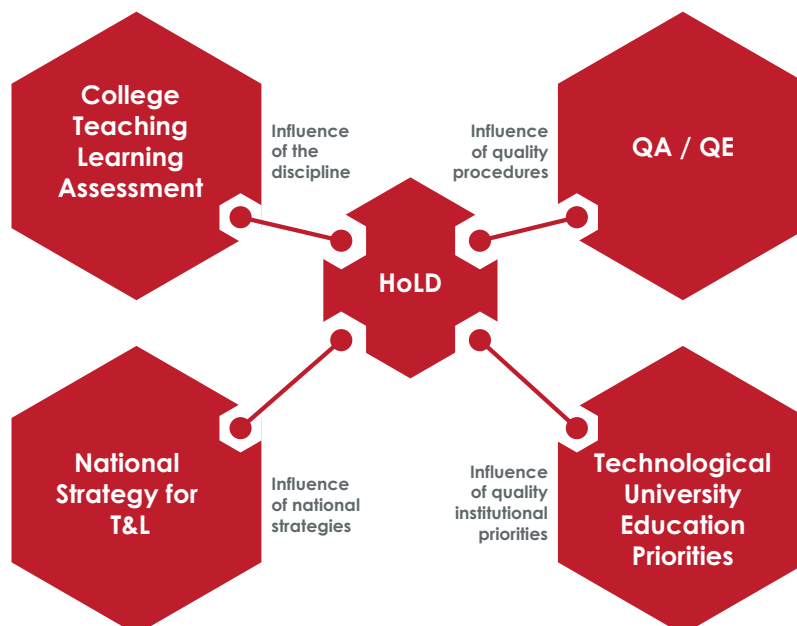 College
Teaching
Learning
Assessment
Influence
of the
discipline
Influence
of quality
procedures
QA / QE
HoLD
National
Strategy for
T&L
Influence
of national
strategies
Influence
of quality
institutional
priorities
Technological
University
Education
Priorities